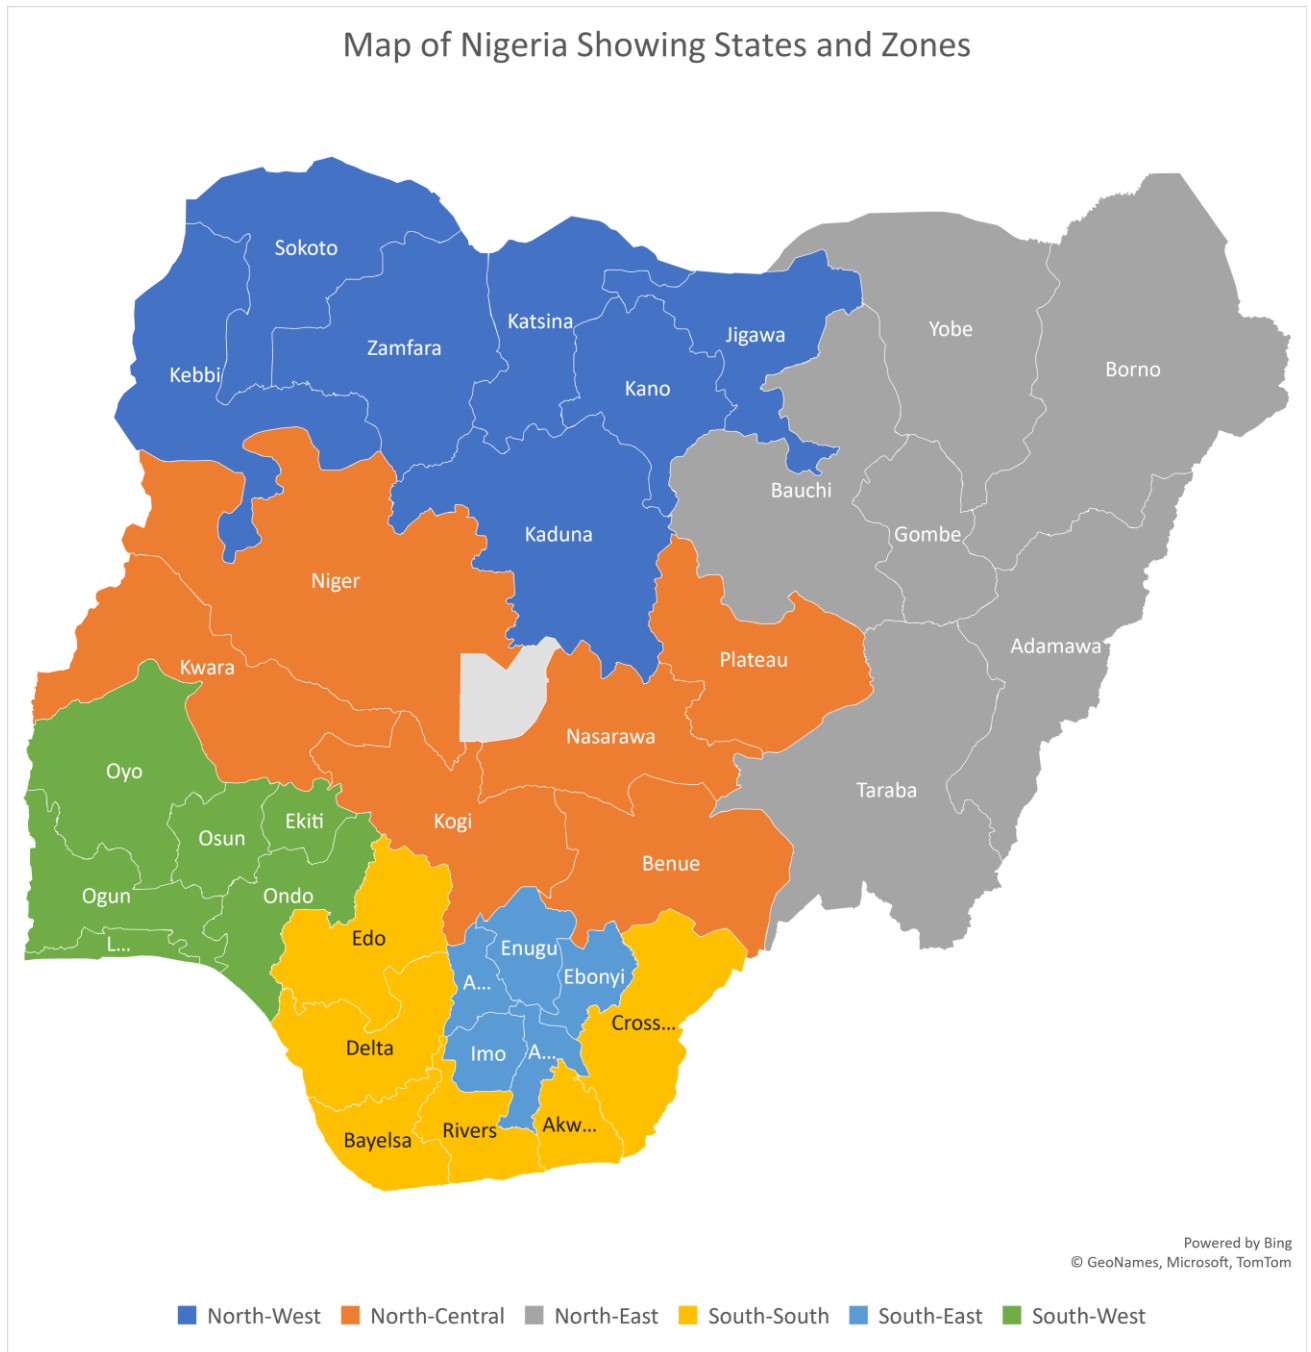 Map of Nigeria Showing States and Zones
Sokoto
Katsina
Zamfara
Jigawa
Yobe
Borno
Kebbi
Kano
Bauchi
Kaduna
Gombe
Niger
Adamawa
Plateau
Kwara
Nasarawa
Oyo
Taraba
Ekiti
Kogi
Osun
Benue
Ogun
Ondo
L...
Edo
Enugu
Ebonyi
A...
Cross...
Delta
Imo
A...
Akw...
Rivers
Bayelsa
Powered by Bing
© GeoNames, Microsoft, TomTom
North-West North-Central North-East South-South South-East South-West